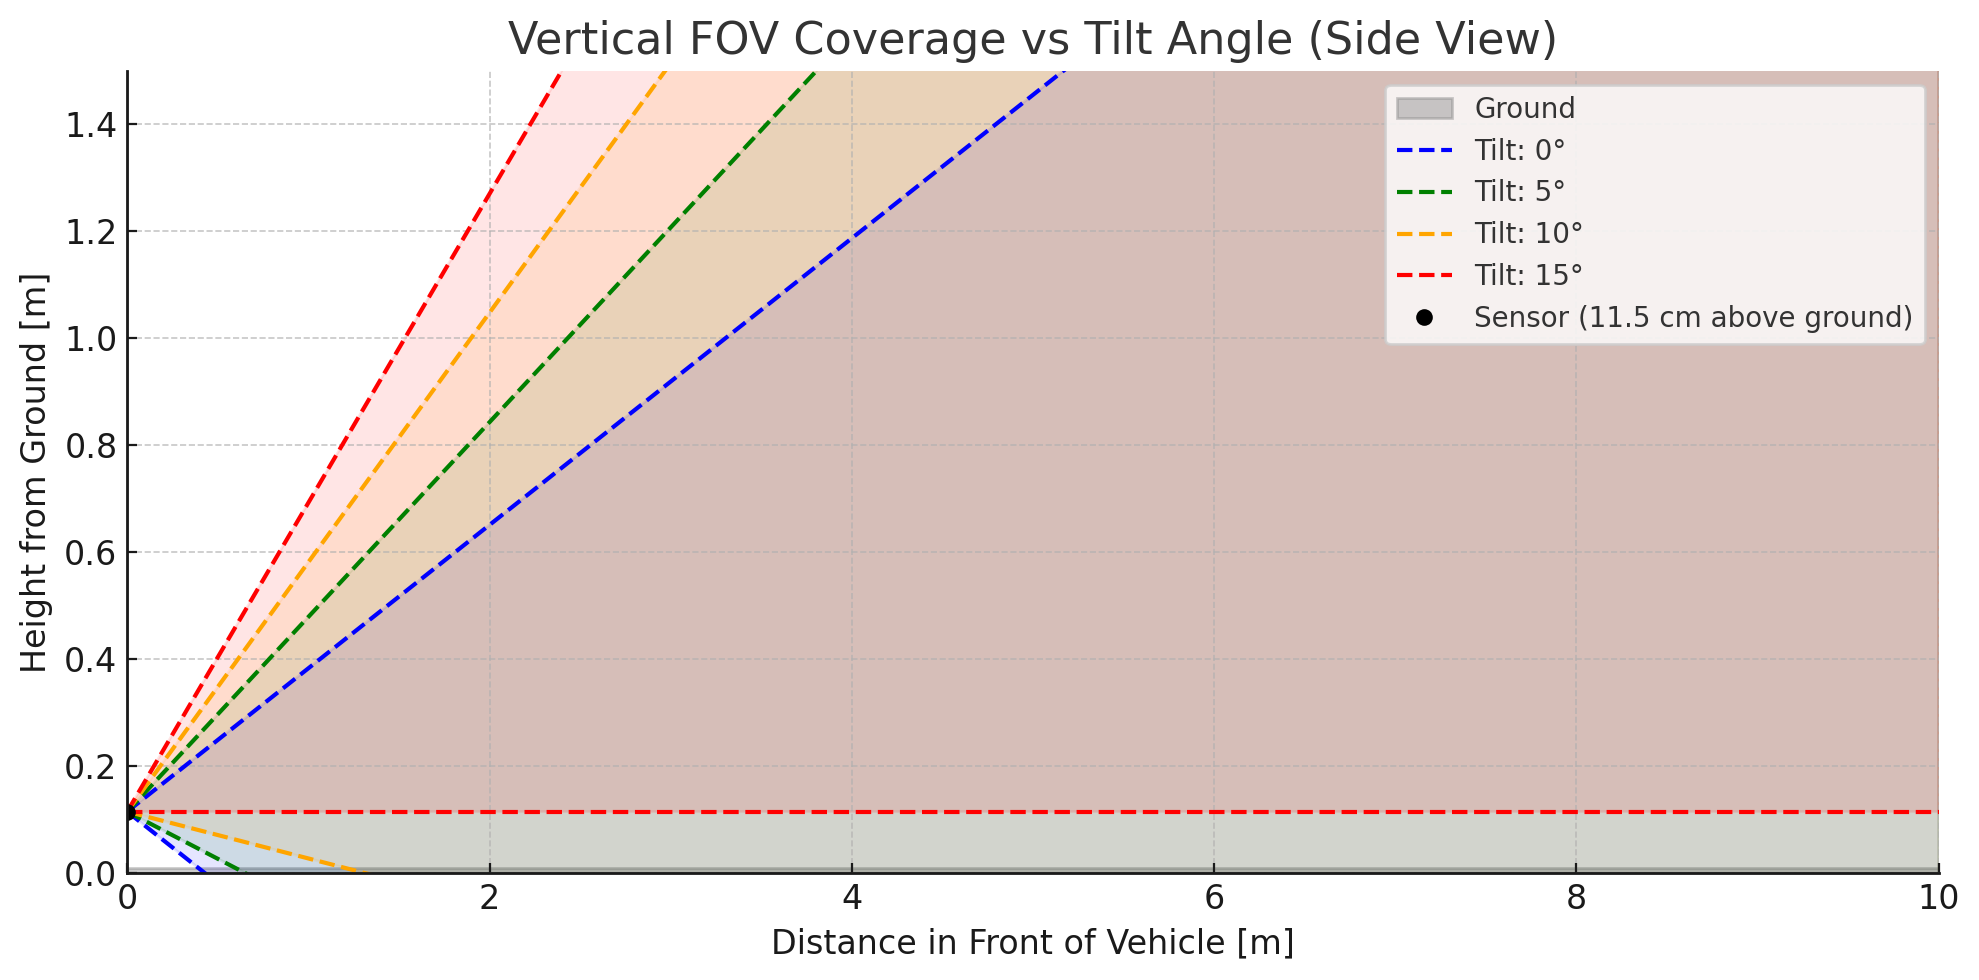 Vertical FOV Coverage vs Tilt Angle (Side View)
Height from Ground [m]
1.4
1.2
1.0
0.8
0.6
0.4
0.2
0.0
Ground
Tilt: 0°
Tilt: 5°
Tilt: 10°
Tilt: 15°
Sensor (11.5 cm above ground)
0 2 4 6 8 10
Distance in Front of Vehicle [m]